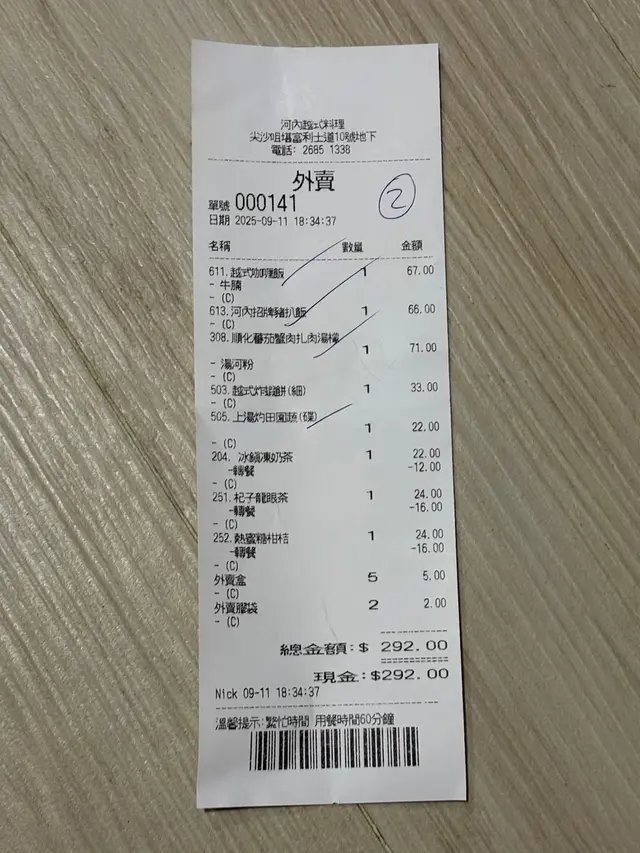 河內越式料理
尖沙咀堪富利士道10號地下
電話: 2685 1338
外賣
②
單號 000141
日期 2025-09-11 18:34:37
名稱 數量 金額
611. 越式咖喱飯 1 67.00
- 牛腩
- (C)
613. 河內招牌豬扒飯 1 66.00
- (C)
308. 順化蕃茄蟹肉扎肉湯檬
1 71.00
- 湯河粉
- (C)
503. 越式炸龍蝦餅(細) 1 33.00
- (C)
505. 上湯灼田園蔬(碟)
1 22.00
- (C)
204. 冰鎮凍奶茶 1 22.00
-轉餐 -12.00
- (C)
251. 杞子龍眼茶 1 24.00
-轉餐 -16.00
- (C)
252. 熱蜜糖柑桔 1 24.00
-轉餐 -16.00
- (C)
外賣盒 5 5.00
- (C)
外賣膠袋 2 2.00
- (C)
總金額: $ 292.00
現金: $292.00
Nick 09-11 18:34:37
溫馨提示: 繁忙時間 用餐時間60分鐘